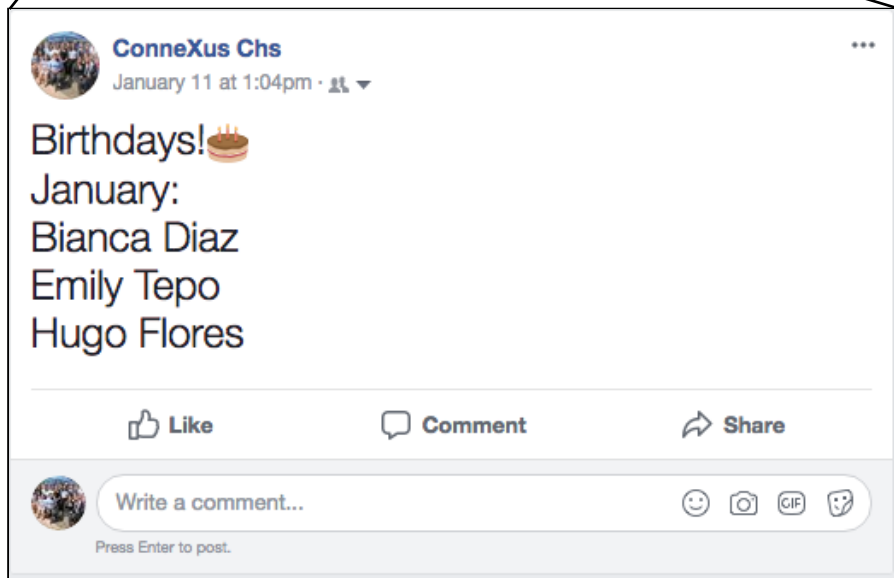 ConneXus Chs
January 11 at 1:04pm ·
Birthdays!
January:
Bianca Diaz
Emily Tepo
Hugo Flores
Like Comment Share
Write a comment... GIF
Press Enter to post.